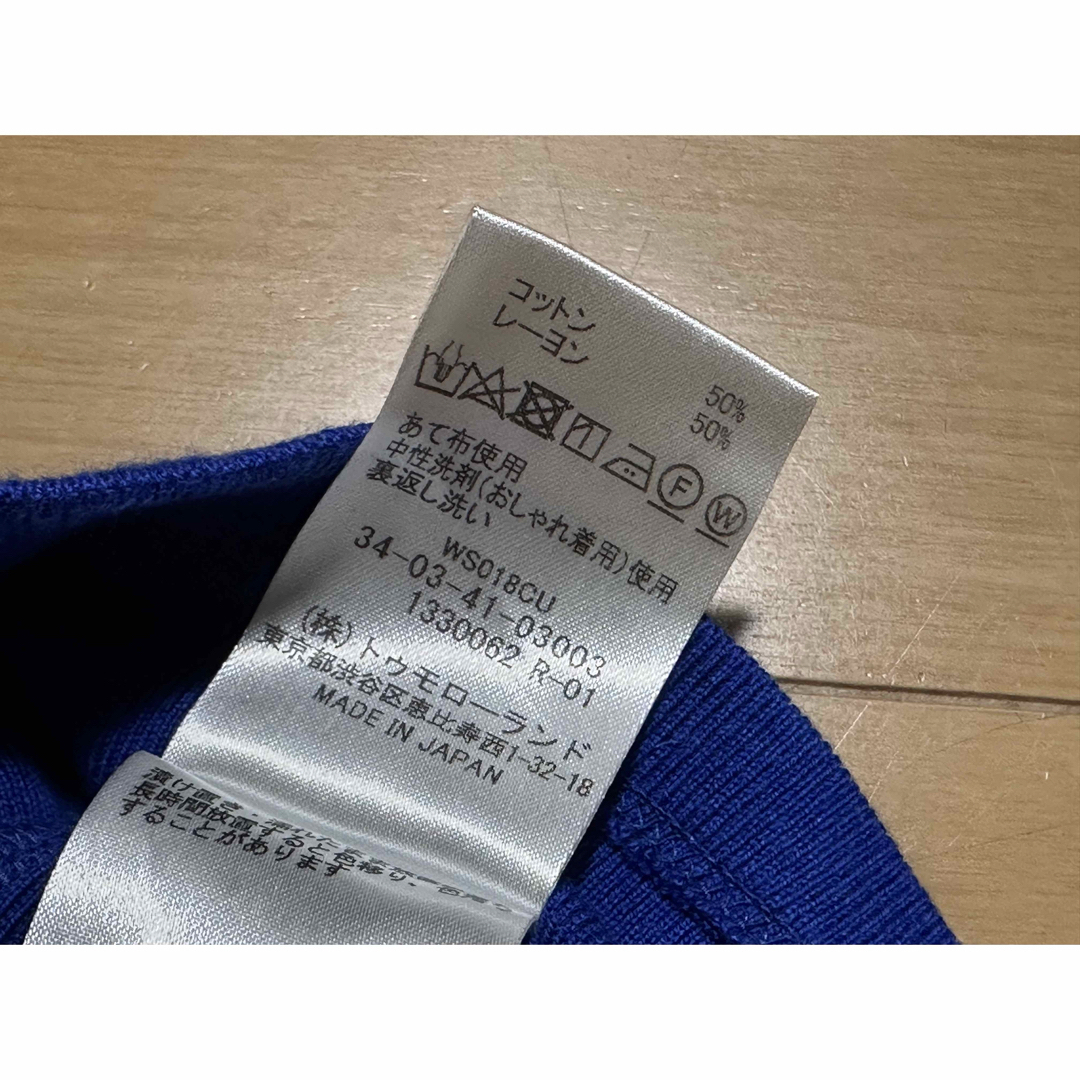 コットン 50%
レーヨン 50%
F W
あて布使用
中性洗剤(おしゃれ着用)使用
裏返し洗い
WS018CU
34-03-41-03003
1330062 R-01
(株)トゥモローランド
東京都渋谷区恵比寿西1-32-18
MADE IN JAPAN
漬け置き
長時間放置すると色移り
することがあります